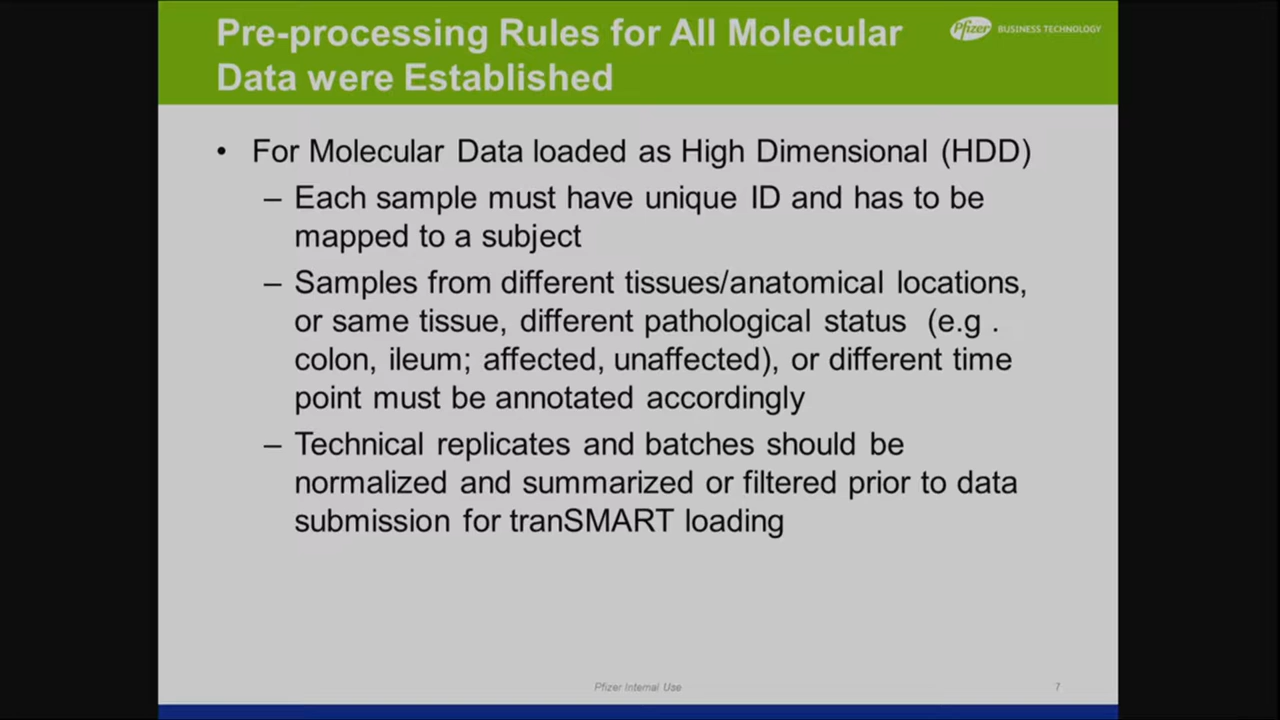 Pre-processing Rules for All Molecular
Data were Established
Pfizer BUSINESS TECHNOLOGY
• For Molecular Data loaded as High Dimensional (HDD)
– Each sample must have unique ID and has to be
mapped to a subject
– Samples from different tissues/anatomical locations,
or same tissue, different pathological status (e.g .
colon, ileum; affected, unaffected), or different time
point must be annotated accordingly
– Technical replicates and batches should be
normalized and summarized or filtered prior to data
submission for tranSMART loading
Pfizer Internal Use
7